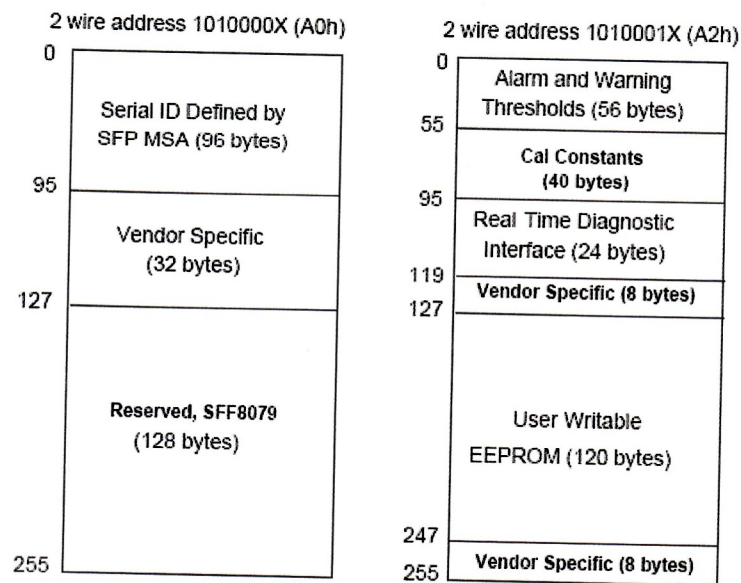 2 wire address 1010000X (A0h)
0
Serial ID Defined by
SFP MSA (96 bytes)
95
Vendor Specific
(32 bytes)
127
Reserved, SFF8079
(128 bytes)
255
2 wire address 1010001X (A2h)
0
Alarm and Warning
Thresholds (56 bytes)
55
Cal Constants
(40 bytes)
95
Real Time Diagnostic
Interface (24 bytes)
119
Vendor Specific (8 bytes)
127
User Writable
EEPROM (120 bytes)
247
Vendor Specific (8 bytes)
255